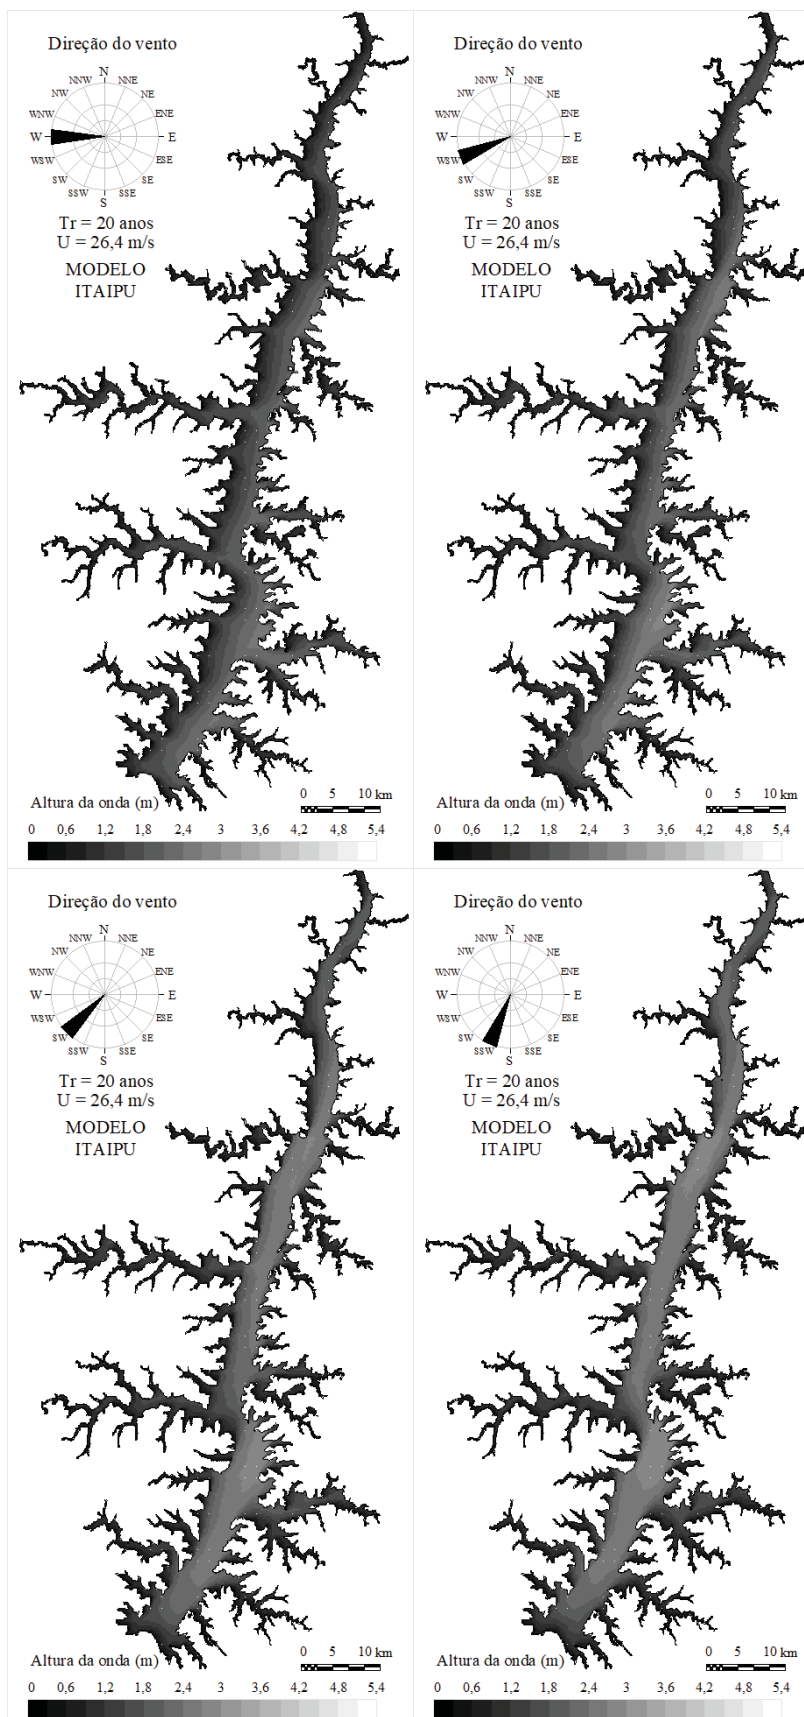 Direção do vento
N
NNW NNE
NW NE
WNW ENE
W E
WSW ESE
SW SE
SSW SSE
S
Tr = 20 anos
U = 26,4 m/s
MODELO
ITAIPU
0 5 10 km
Altura da onda (m)
0 0,6 1,2 1,8 2,4 3 3,6 4,2 4,8 5,4
Direção do vento
N
NNW NNE
NW NE
WNW ENE
W E
WSW ESE
SW SE
SSW SSE
S
Tr = 20 anos
U = 26,4 m/s
MODELO
ITAIPU
0 5 10 km
Altura da onda (m)
0 0,6 1,2 1,8 2,4 3 3,6 4,2 4,8 5,4
Direção do vento
N
NNW NNE
NW NE
WNW ENE
W E
WSW ESE
SW SE
SSW SSE
S
Tr = 20 anos
U = 26,4 m/s
MODELO
ITAIPU
0 5 10 km
Altura da onda (m)
0 0,6 1,2 1,8 2,4 3 3,6 4,2 4,8 5,4
Direção do vento
N
NNW NNE
NW NE
WNW ENE
W E
WSW ESE
SW SE
SSW SSE
S
Tr = 20 anos
U = 26,4 m/s
MODELO
ITAIPU
0 5 10 km
Altura da onda (m)
0 0,6 1,2 1,8 2,4 3 3,6 4,2 4,8 5,4